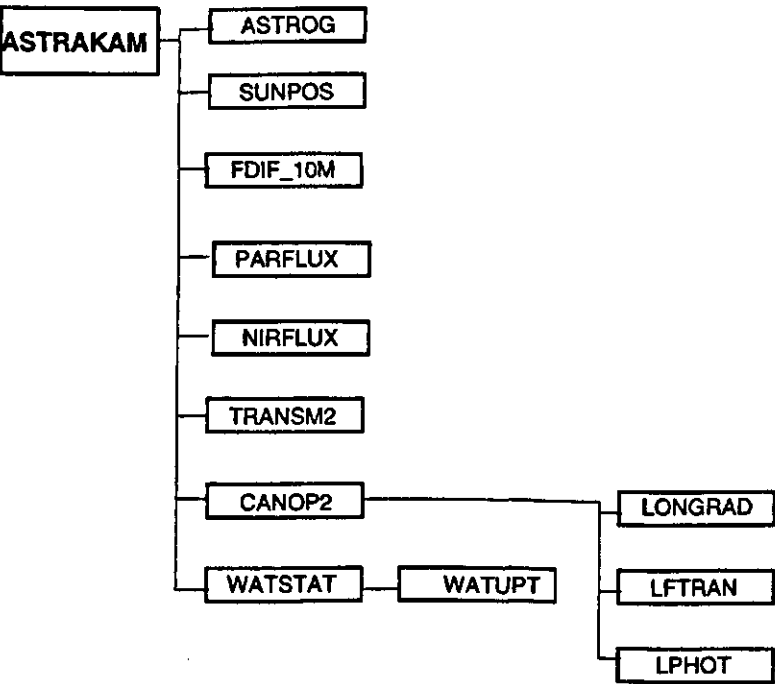 ASTRAKAM
ASTROG
SUNPOS
FDIF_10M
PARFLUX
NIRFLUX
TRANSM2
CANOP2
LONGRAD
WATSTAT
WATUPT
LFTRAN
LPHOT